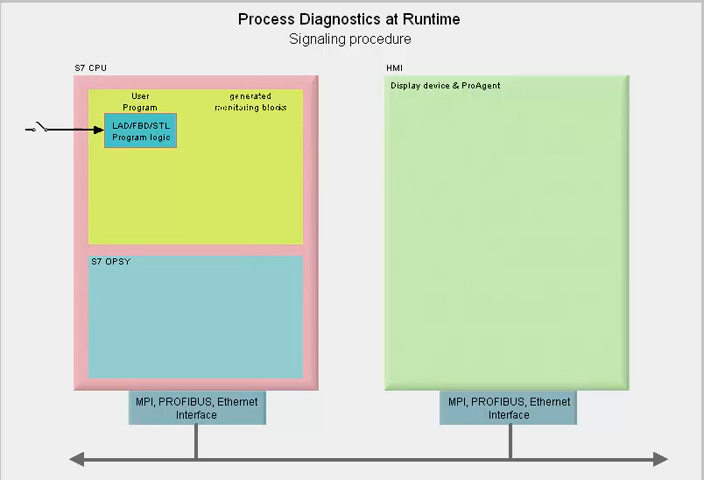 Process Diagnostics at Runtime
Signaling procedure
S7 CPU
HMI
User
Program
generated
monitoring blocks
Display device & ProAgent
LAD/FBD/STL
Program logic
S7 OPSY
MPI, PROFIBUS, Ethernet
Interface
MPI, PROFIBUS, Ethernet
Interface